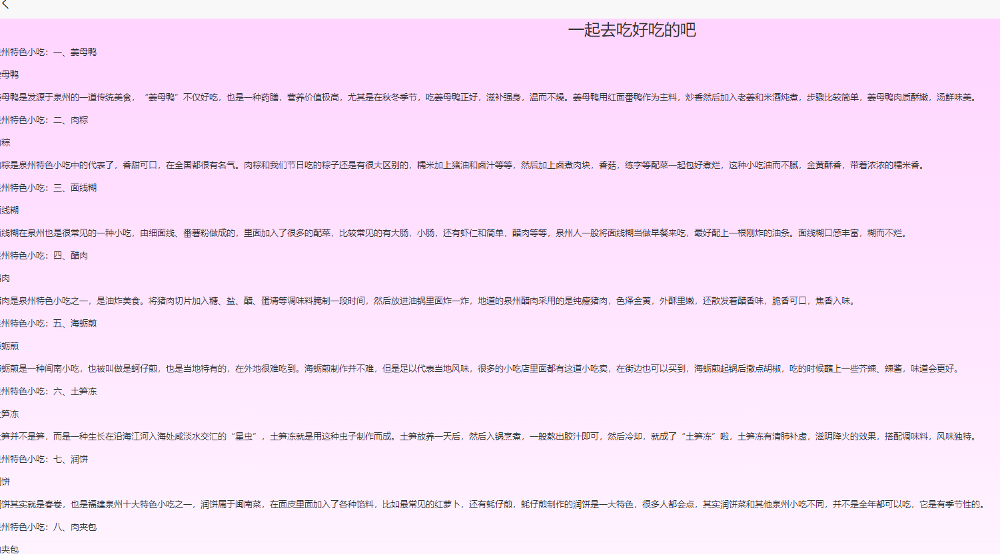 一起去吃好吃的吧
州特色小吃：一、姜母鸭
母鸭
母鸭是发源于泉州的一道传统美食，“姜母鸭”不仅好吃，也是一种药膳，营养价值极高，尤其是在秋冬季节，吃姜母鸭正好，滋补强身，温而不燥。姜母鸭用红面番鸭作为主料，炒香然后加入老姜和米酒炖煮，步骤比较简单，姜母鸭肉质酥嫩，汤鲜味美。
州特色小吃：二、肉粽
粽
粽是泉州特色小吃中的代表了，香甜可口，在全国都很有名气。肉粽和我们节日吃的粽子还是有很大区别的，糯米加上猪油和卤汁等等，然后加上卤煮肉块，香菇，练字等配菜一起包好煮烂，这种小吃油而不腻，金黄酥香，带着浓浓的糯米香。
州特色小吃：三、面线糊
线糊
线糊在泉州也是很常见的一种小吃，由细面线、番薯粉做成的，里面加入了很多的配菜，比较常见的有大肠，小肠，还有虾仁和简单，醋肉等等，泉州人一般将面线糊当做早餐来吃，最好配上一根刚炸的油条。面线糊口感丰富，糊而不烂。
州特色小吃：四、醋肉
肉
肉是泉州特色小吃之一，是油炸美食。将猪肉切片加入糖、盐、醋、蛋清等调味料腌制一段时间，然后放进油锅里面炸一炸，地道的泉州醋肉采用的是纯瘦猪肉，色泽金黄，外酥里嫩，还散发着醋香味，脆香可口，焦香入味。
州特色小吃：五、海蛎煎
蛎煎
蛎煎是一种闽南小吃，也被叫做是蚵仔煎，也是当地特有的，在外地很难吃到。海蛎煎制作并不难，但是足以代表当地风味，很多的小吃店里面都有这道小吃卖，在街边也可以买到，海蛎煎起锅后撒点胡椒，吃的时候蘸上一些芥辣、辣酱，味道会更好。
州特色小吃：六、土笋冻
笋冻
笋并不是笋，而是一种生长在沿海江河入海处咸淡水交汇的“星虫”，土笋冻就是用这种虫子制作而成。土笋放养一天后，然后入锅烹煮，一般熬出胶汁即可，然后冷却，就成了“土笋冻”啦，土笋冻有清肺补虚，滋阴降火的效果，搭配调味料，风味独特。
州特色小吃：七、润饼
饼
饼其实就是春卷，也是福建泉州十大特色小吃之一，润饼属于闽南菜，在面皮里面加入了各种馅料，比如最常见的红萝卜，还有蚝仔煎，蚝仔煎制作的润饼是一大特色，很多人都会点，其实润饼菜和其他泉州小吃不同，并不是全年都可以吃，它是有季节性的。
州特色小吃：八、肉夹包
夹包